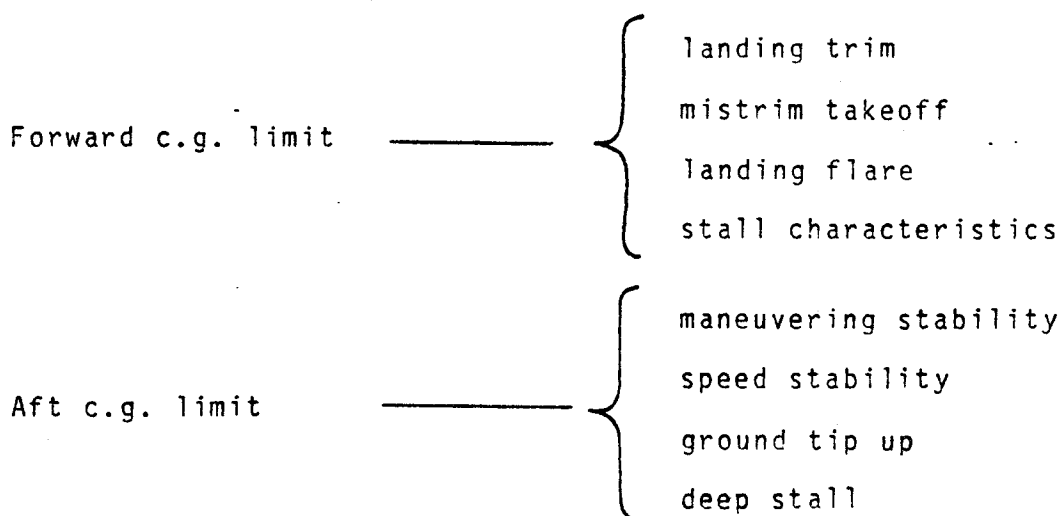 Forward c.g. limit
landing trim
mistrim takeoff
landing flare
stall characteristics
Aft c.g. limit
maneuvering stability
speed stability
ground tip up
deep stall